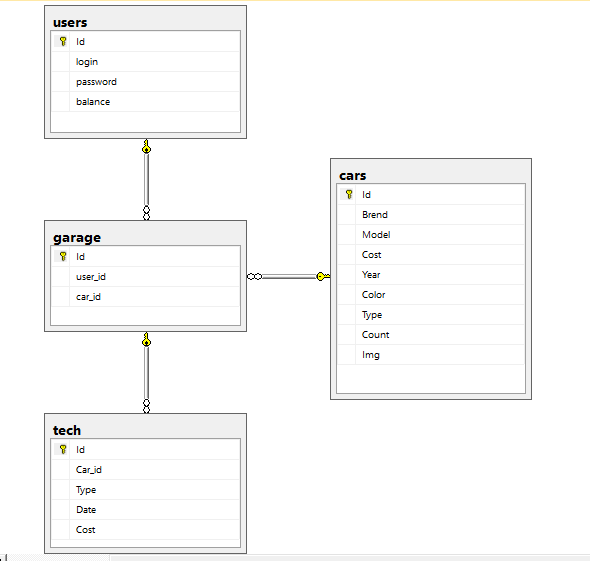 users
Id
login
password
balance
cars
Id
Brend
Model
Cost
Year
Color
Type
Count
Img
garage
Id
user_id
car_id
tech
Id
Car_id
Type
Date
Cost